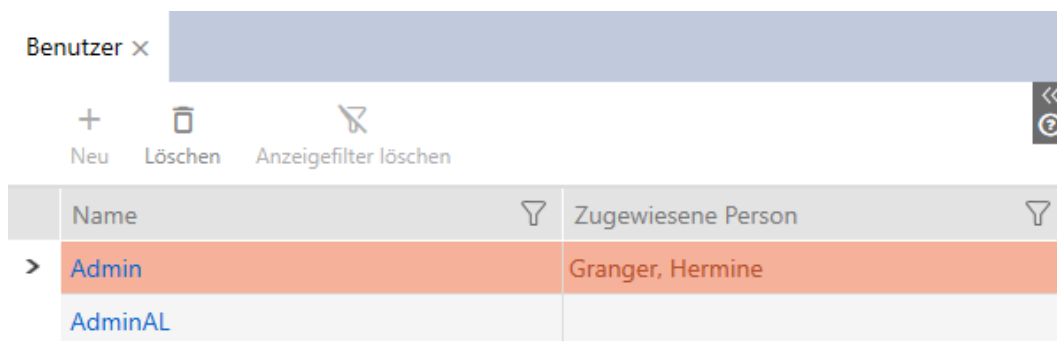 Benutzer
Neu Löschen Anzeigefilter löschen
Name Zugewiesene Person
Admin Granger, Hermine
AdminAL